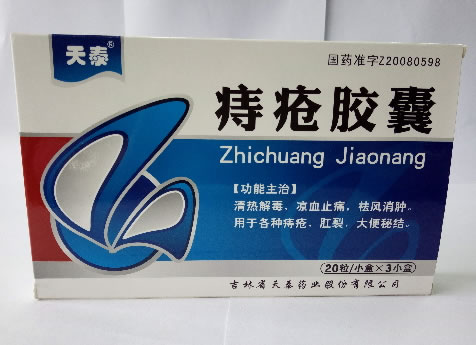 天泰®
国药准字Z20080598
痔疮胶囊
Zhichuang Jiaonang
【功能主治】
清热解毒、凉血止痛，祛风消肿。
用于各种痔疮、肛裂、大便秘结。
20粒/小盒×3小盒
吉林省天泰药业股份有限公司